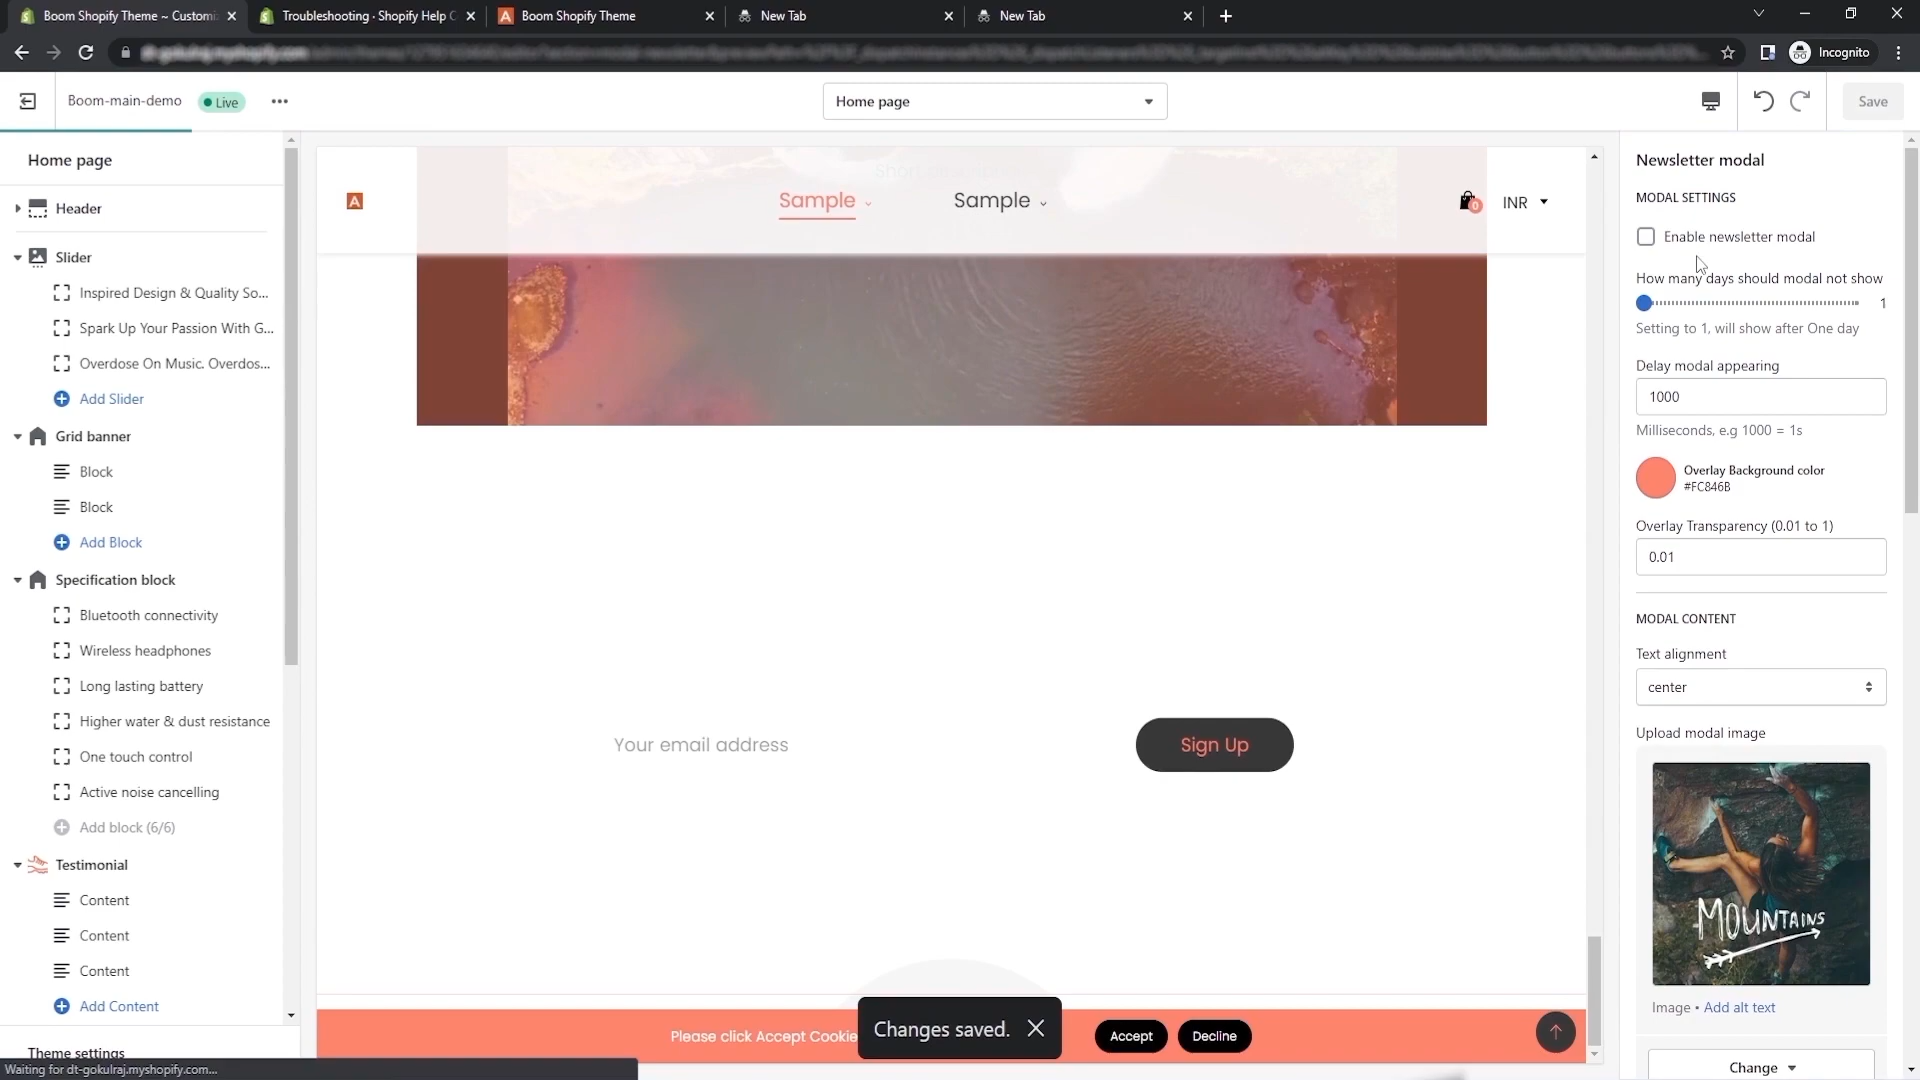 Boom Shopify Theme ~ Customi
Troubleshooting · Shopify Help C
Boom Shopify Theme
New Tab
New Tab
Incognito
Boom-main-demo
Live
Home page
Save
Home page
Header
Slider
Inspired Design & Quality So...
Spark Up Your Passion With G...
Overdose On Music. Overdos...
Add Slider
Grid banner
Block
Block
Add Block
Specification block
Bluetooth connectivity
Wireless headphones
Long lasting battery
Higher water & dust resistance
One touch control
Active noise cancelling
Add block (6/6)
Testimonial
Content
Content
Content
Add Content
Theme settings
Waiting for dt-gokulraj.myshopify.com...
A
Sample
Sample
0
INR
Your email address
Sign Up
Please click Accept Cookie
Accept
Decline
Changes saved.
Newsletter modal
MODAL SETTINGS
Enable newsletter modal
How many days should modal not show
1
Setting to 1, will show after One day
Delay modal appearing
1000
Milliseconds, e.g 1000 = 1s
Overlay Background color
#FC846B
Overlay Transparency (0.01 to 1)
0.01
MODAL CONTENT
Text alignment
center
Upload modal image
MOUNTAINS
Image • Add alt text
Change